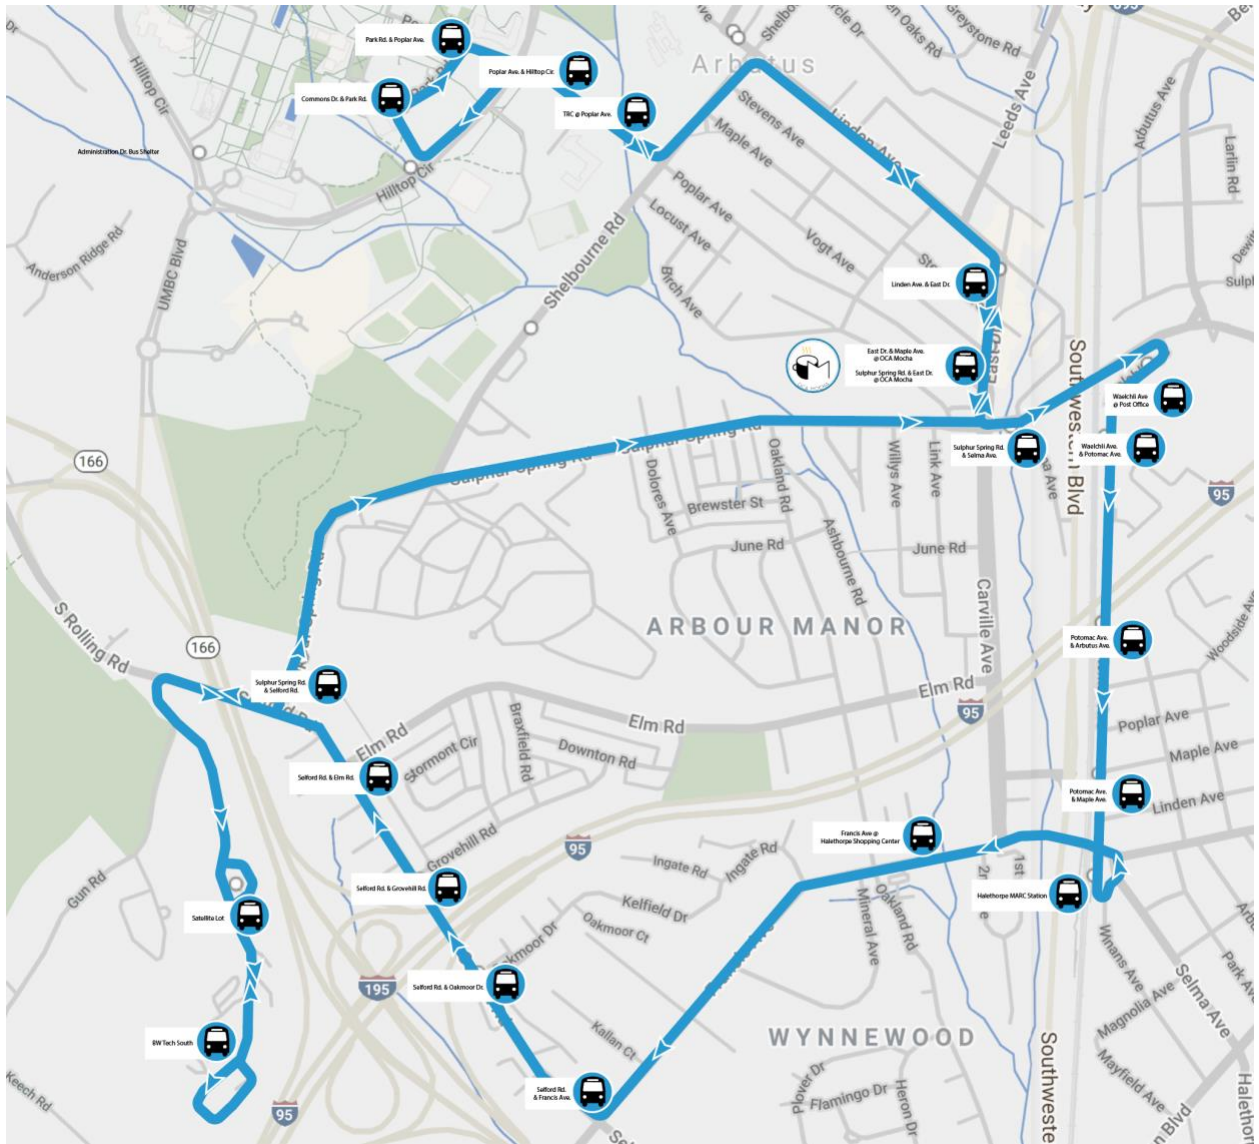 Park Rd. & Poplar Ave.
Shelbourne
Greystone Rd
Hilltop Cir
Poplar Ave. & Hilltop Cir.
Arbutus
Commons Dr. & Park Rd.
TRC @ Poplar Ave.
Stevens Ave
Linden Ave
Leeds Ave
Arbutus Ave
Larlin Rd
Maple Ave
Administration Dr. Bus Shelter
Hilltop Cir
Poplar Ave
Locust Ave
Vogt Ave
Shelbourne Rd
Anderson Ridge Rd
UMBC Blvd
Birch Ave
Linden Ave. & East Dr.
East Dr. & Maple Ave.
@ OCA Mocha
Sulphur Spring Rd. & East Dr.
@ OCA Mocha
Southwestern Blvd
Waelchli Ave
@ Post Office
Sulphur Spring Rd.
& Selma Ave.
Waelchli Ave.
& Potomac Ave.
166
Sulphur Spring Rd
Dolores Ave
Oakland Rd
Willys Ave
Link Ave
95
Brewster St
June Rd
Ashbourne Rd
June Rd
S Rolling Rd
ARBOUR MANOR
Carville Ave
Potomac Ave.
& Arbutus Ave.
Woodside Ave
166
Sulphur Spring Rd.
& Selford Rd.
Elm Rd
95
Elm Rd
Elm Rd
Stormont Cir
Braxfield Rd
Downton Rd
Poplar Ave
Maple Ave
Selford Rd. & Elm Rd.
Potomac Ave.
& Maple Ave.
Linden Ave
Grovehill Rd
95
Francis Ave @
Halethorpe Shopping Center
Ingate Rd
Ingate Rd
Gun Rd
Selford Rd. & Grovehill Rd.
Halethorpe MARC Station
Satellite Lot
Kelfield Dr
Oakmoor Ct
Mineral Ave
Oakland Rd
Winans Ave
Selma Ave
Park Ave
195
Selford Rd. & Oakmoor Dr.
Magnolia Ave
BW Tech South
Kallan Ct
WYNNEWOOD
Mayfield Ave
Keech Rd
95
Selford Rd.
& Francis Ave.
Plover Dr
Flamingo Dr
Heron Dr